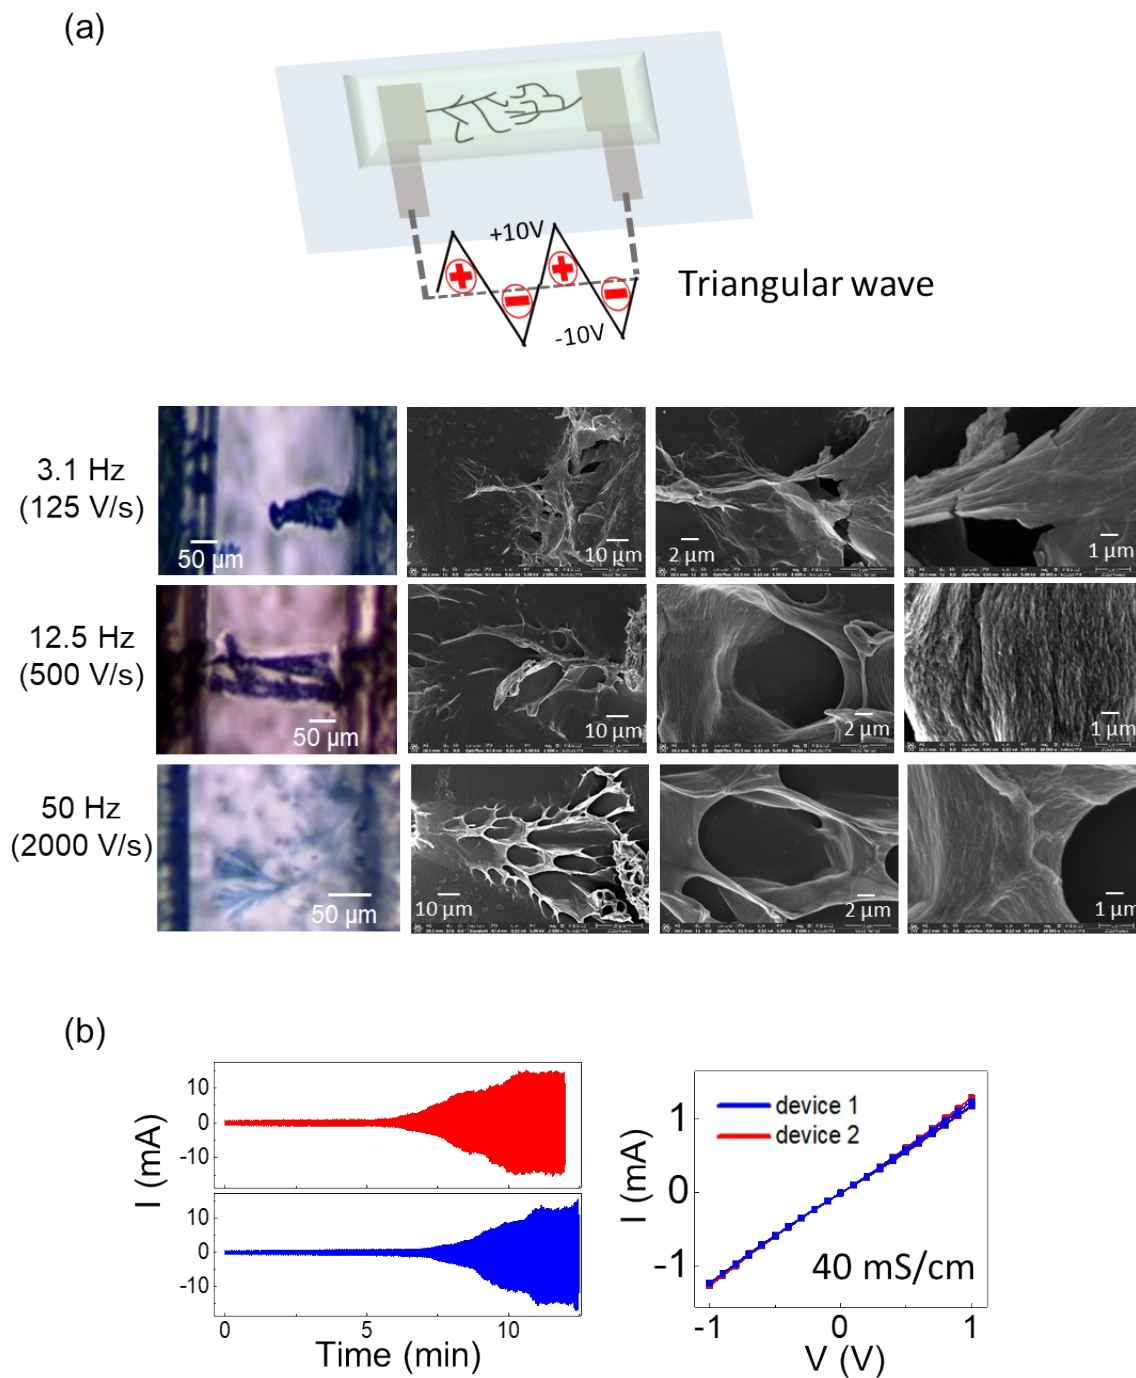 (a)
+10V
-10V
Triangular wave
3.1 Hz
(125 V/s)
50 µm
10 µm
2 µm
1 µm
12.5 Hz
(500 V/s)
50 µm
10 µm
2 µm
1 µm
50 Hz
(2000 V/s)
50 µm
10 µm
2 µm
1 µm
(b)
I (mA)
10
0
-10
10
0
-10
0
5
10
Time (min)
I (mA)
1
0
-1
device 1
device 2
40 mS/cm
-1
0
1
V (V)